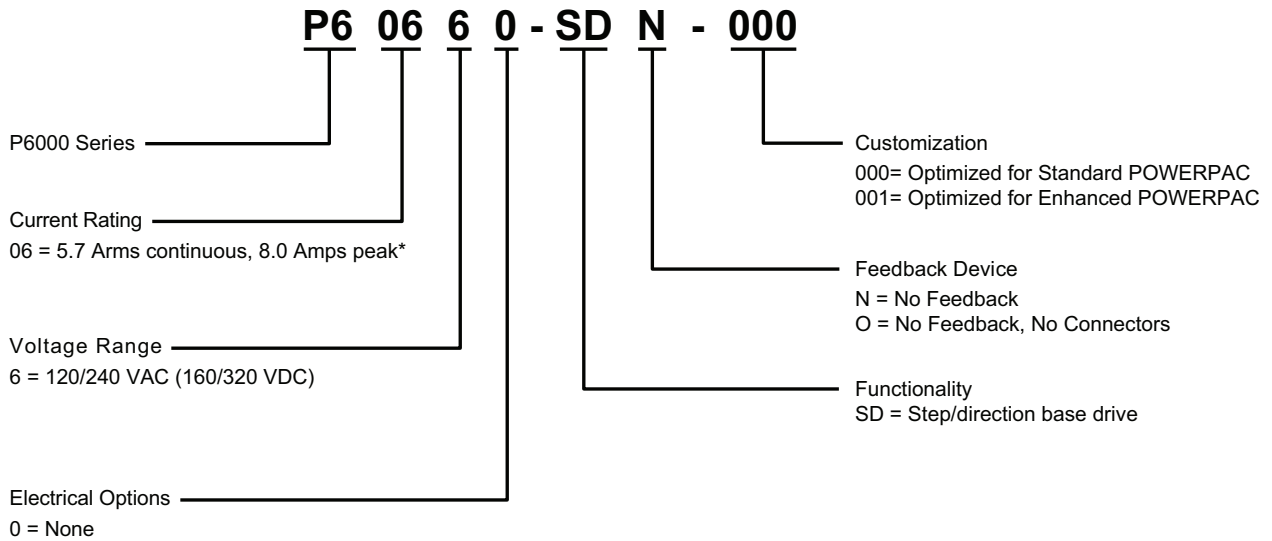 P6 06 6 0 - SD N - 000
P6000 Series
Current Rating
06 = 5.7 Arms continuous, 8.0 Amps peak*
Voltage Range
6 = 120/240 VAC (160/320 VDC)
Electrical Options
0 = None
Customization
000= Optimized for Standard POWERPAC
001= Optimized for Enhanced POWERPAC
Feedback Device
N = No Feedback
O = No Feedback, No Connectors
Functionality
SD = Step/direction base drive